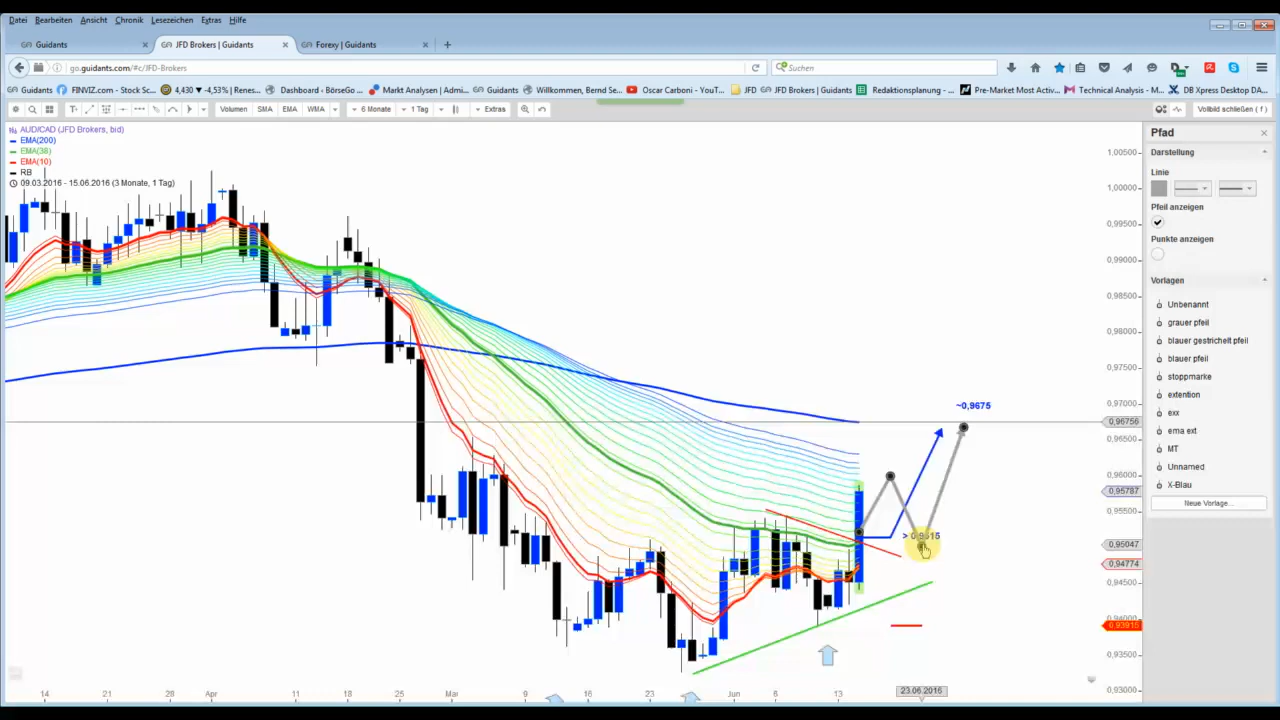 Datei Bearbeiten Ansicht Chronik Lesezeichen Extras Hilfe
Guidants JFD Brokers | Guidants Forexy | Guidants
go.guidants.com/#c/JFD-Brokers Suchen
Guidants FINVIZ.com - Stock Sc... 4,430 ▾ -4,53% | Renes... Dashboard - BörseGo ... Markt Analysen | Admi... Guidants Willkommen, Bernd Se... Oscar Carboni - YouT... JFD JFD Brokers | Guidants Redaktionsplanung - ... Pre-Market Most Activ... Technical Analysis - M... DB Xpress Desktop DA...
Volumen SMA EMA WMA 6 Monate 1 Tag Extras Vollbild schließen ( f )
AUD/CAD (JFD Brokers, bid)
EMA(200)
EMA(38)
EMA(10)
RB
09.03.2016 - 15.06.2016 (3 Monate, 1 Tag)
~0,9675
> 0,9515
1,00500
1,00000
0,99500
0,99000
0,98500
0,98000
0,97500
0,97000
0,96756
0,96500
0,96000
0,95787
0,95500
0,95047
0,94774
0,94500
0,94000
0,93915
0,93500
0,93000
14 21 28 Apr 11 18 25 Mai 9 16 23 Jun 6 13 23.06.2016
Pfad
Darstellung
Linie
Pfeil anzeigen
Punkte anzeigen
Vorlagen
Unbenannt
grauer pfeil
blauer gestrichelt pfeil
blauer pfeil
stoppmarke
extention
exx
ema ext
MT
Unnamed
X-Blau
Neue Vorlage...